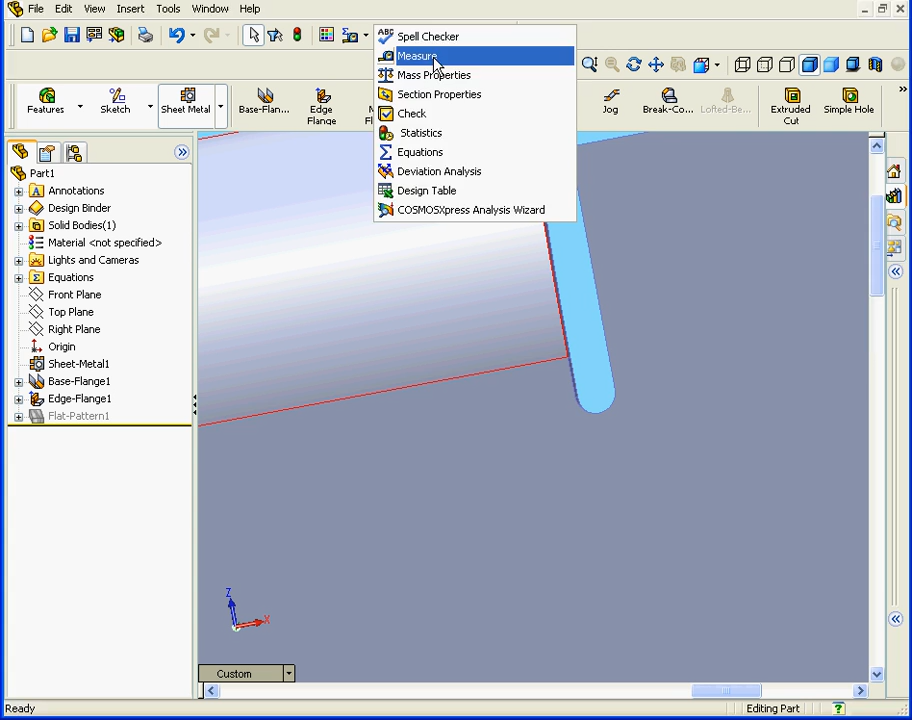 File Edit View Insert Tools Window Help
ABC Spell Checker
Measure
Mass Properties
Section Properties
Check
Statistics
Equations
Deviation Analysis
Design Table
COSMOSXpress Analysis Wizard
Features
Sketch
Sheet Metal
Base-Flan...
Edge
Flange
Jog
Break-Co...
Lofted-Be...
Extruded
Cut
Simple Hole
Part1
Annotations
Design Binder
Solid Bodies(1)
Material <not specified>
Lights and Cameras
Equations
Front Plane
Top Plane
Right Plane
Origin
Sheet-Metal1
Base-Flange1
Edge-Flange1
Flat-Pattern1
Z
X
Custom
Ready
Editing Part